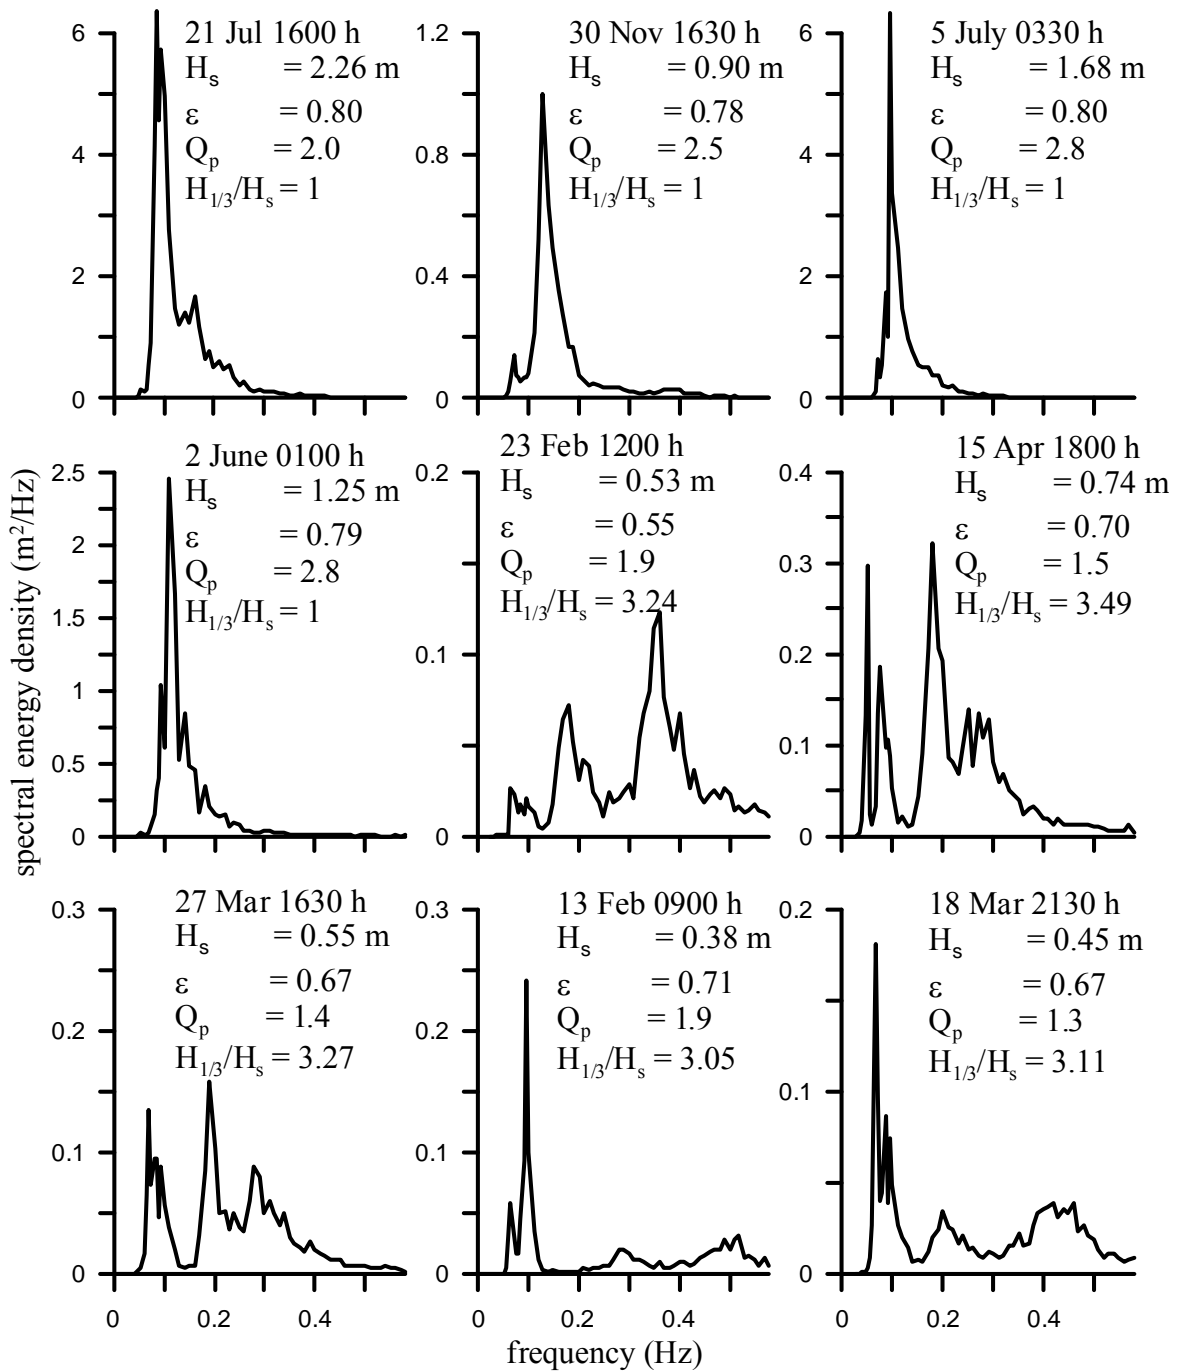 21 Jul 1600 h
Hs = 2.26 m
ε = 0.80
Qp = 2.0
H1/3/Hs = 1
6
4
2
0
30 Nov 1630 h
Hs = 0.90 m
ε = 0.78
Qp = 2.5
H1/3/Hs = 1
1.2
0.8
0.4
0
5 July 0330 h
Hs = 1.68 m
ε = 0.80
Qp = 2.8
H1/3/Hs = 1
6
4
2
0
spectral energy density (m²/Hz)
2 June 0100 h
Hs = 1.25 m
ε = 0.79
Qp = 2.8
H1/3/Hs = 1
2.5
2
1.5
1
0.5
0
23 Feb 1200 h
Hs = 0.53 m
ε = 0.55
Qp = 1.9
H1/3/Hs = 3.24
0.2
0.1
0
15 Apr 1800 h
Hs = 0.74 m
ε = 0.70
Qp = 1.5
H1/3/Hs = 3.49
0.4
0.3
0.2
0.1
0
27 Mar 1630 h
Hs = 0.55 m
ε = 0.67
Qp = 1.4
H1/3/Hs = 3.27
0.3
0.2
0.1
0
0 0.2 0.4
13 Feb 0900 h
Hs = 0.38 m
ε = 0.71
Qp = 1.9
H1/3/Hs = 3.05
0.3
0.2
0.1
0
0 0.2 0.4
18 Mar 2130 h
Hs = 0.45 m
ε = 0.67
Qp = 1.3
H1/3/Hs = 3.11
0.2
0.1
0
0 0.2 0.4
frequency (Hz)